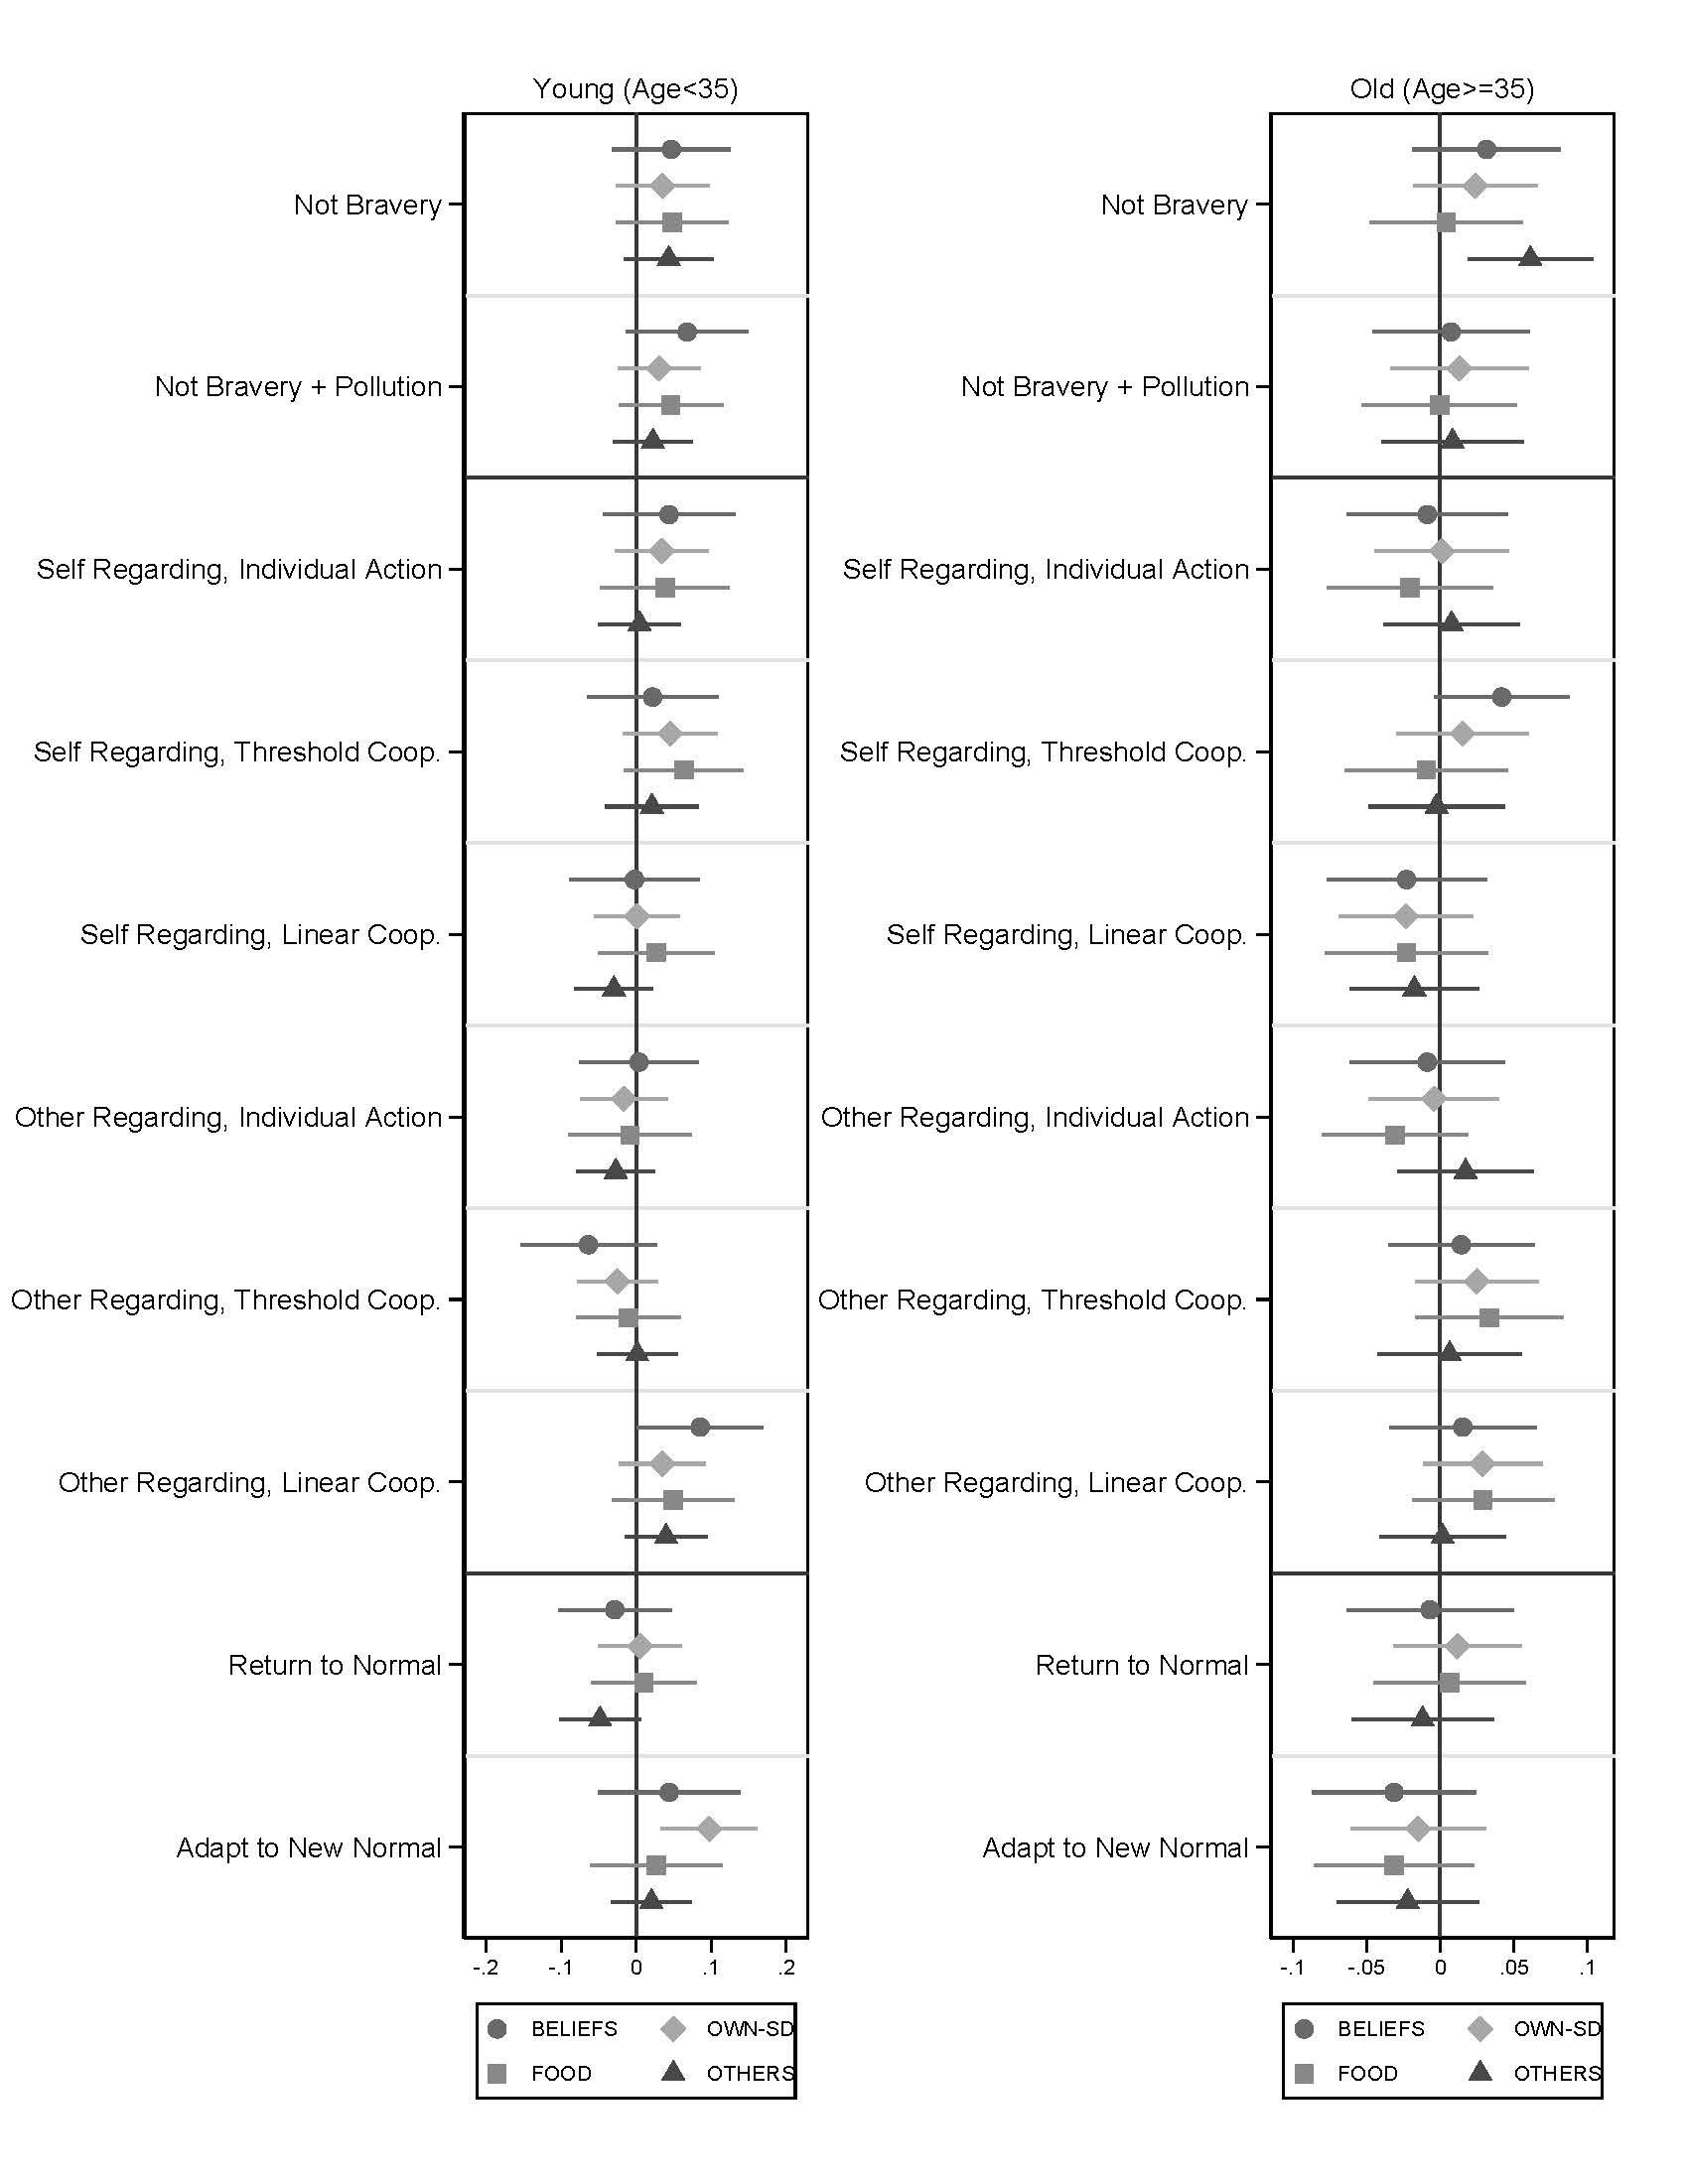 Young (Age<35)
Not Bravery
Not Bravery + Pollution
Self Regarding, Individual Action
Self Regarding, Threshold Coop.
Self Regarding, Linear Coop.
Other Regarding, Individual Action
Other Regarding, Threshold Coop.
Other Regarding, Linear Coop.
Return to Normal
Adapt to New Normal
-.2 -.1 0 .1 .2
BELIEFS OWN-SD
FOOD OTHERS
Old (Age>=35)
Not Bravery
Not Bravery + Pollution
Self Regarding, Individual Action
Self Regarding, Threshold Coop.
Self Regarding, Linear Coop.
Other Regarding, Individual Action
Other Regarding, Threshold Coop.
Other Regarding, Linear Coop.
Return to Normal
Adapt to New Normal
-.1 -.05 0 .05 .1
BELIEFS OWN-SD
FOOD OTHERS